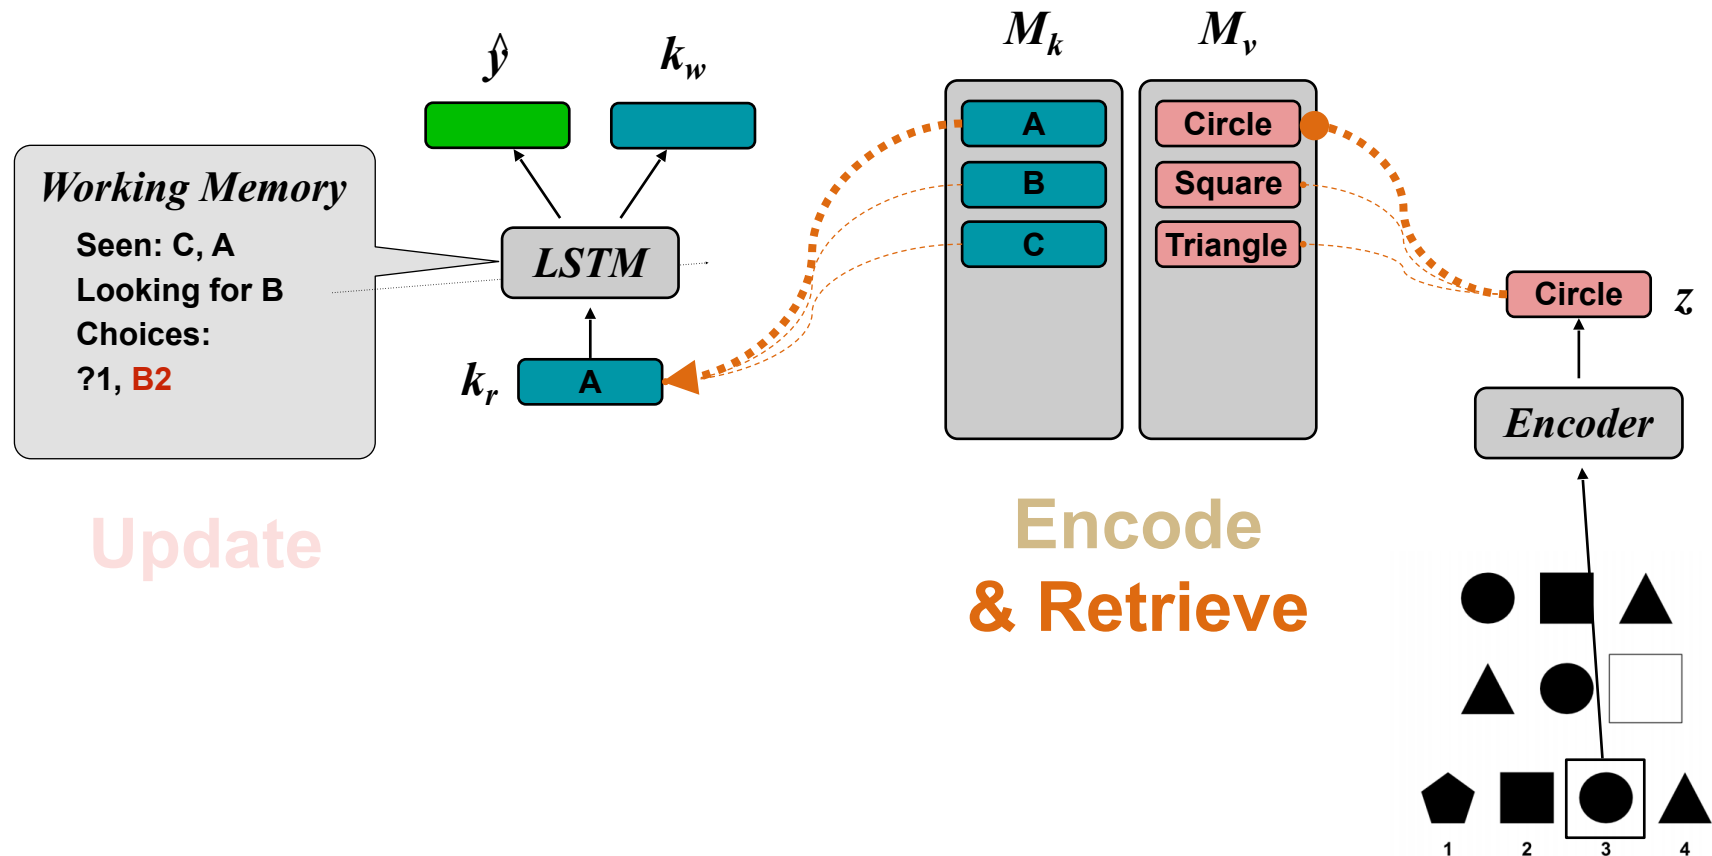 ŷ
k_w
M_k
M_v
Working Memory
Seen: C, A
Looking for B
Choices:
?1, B2
LSTM
k_r
A
A
B
C
Circle
Square
Triangle
Circle
z
Encoder
Update
Encode
& Retrieve
1 2 3 4